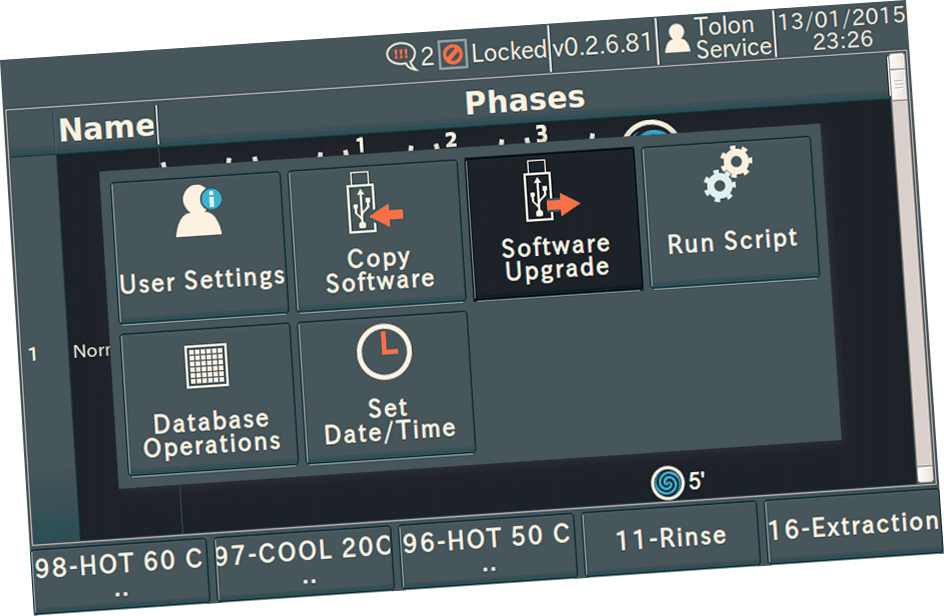 !!! 2 Locked v0.2.6.81 Tolon Service 13/01/2015 23:26
Name Phases
1 2 3
User Settings
Copy Software
Software Upgrade
Run Script
1 Norr
Database Operations
Set Date/Time
5'
98-HOT 60 C ..
97-COOL 20C ..
96-HOT 50 C ..
11-Rinse
16-Extraction